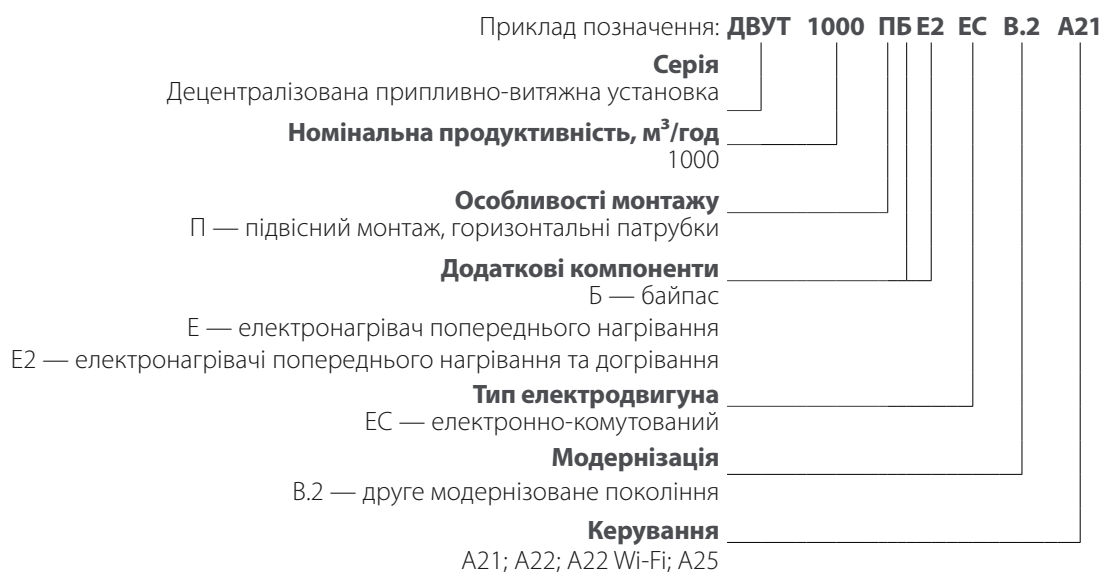 Приклад позначення: ДВУТ 1000 ПБ Е2 ЕС В.2 А21
Серія
Децентралізована припливно-витяжна установка
Номінальна продуктивність, м³/год
1000
Особливості монтажу
П — підвісний монтаж, горизонтальні патрубки
Додаткові компоненти
Б — байпас
Е — електронагрівач попереднього нагрівання
Е2 — електронагрівачі попереднього нагрівання та догрівання
Тип електродвигуна
ЕС — електронно-комутований
Модернізація
В.2 — друге модернізоване покоління
Керування
А21; А22; А22 Wi-Fi; А25